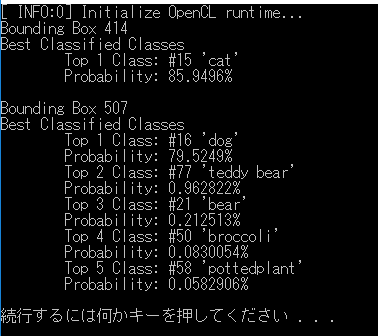 [ INFO:0] Initialize OpenCL runtime...
Bounding Box 414
Best Classified Classes
Top 1 Class: #15 'cat'
Probability: 85.9496%
Bounding Box 507
Best Classified Classes
Top 1 Class: #16 'dog'
Probability: 79.5249%
Top 2 Class: #77 'teddy bear'
Probability: 0.962822%
Top 3 Class: #21 'bear'
Probability: 0.212513%
Top 4 Class: #50 'broccoli'
Probability: 0.0830054%
Top 5 Class: #58 'pottedplant'
Probability: 0.0582906%
続行するには何かキーを押してください . . .